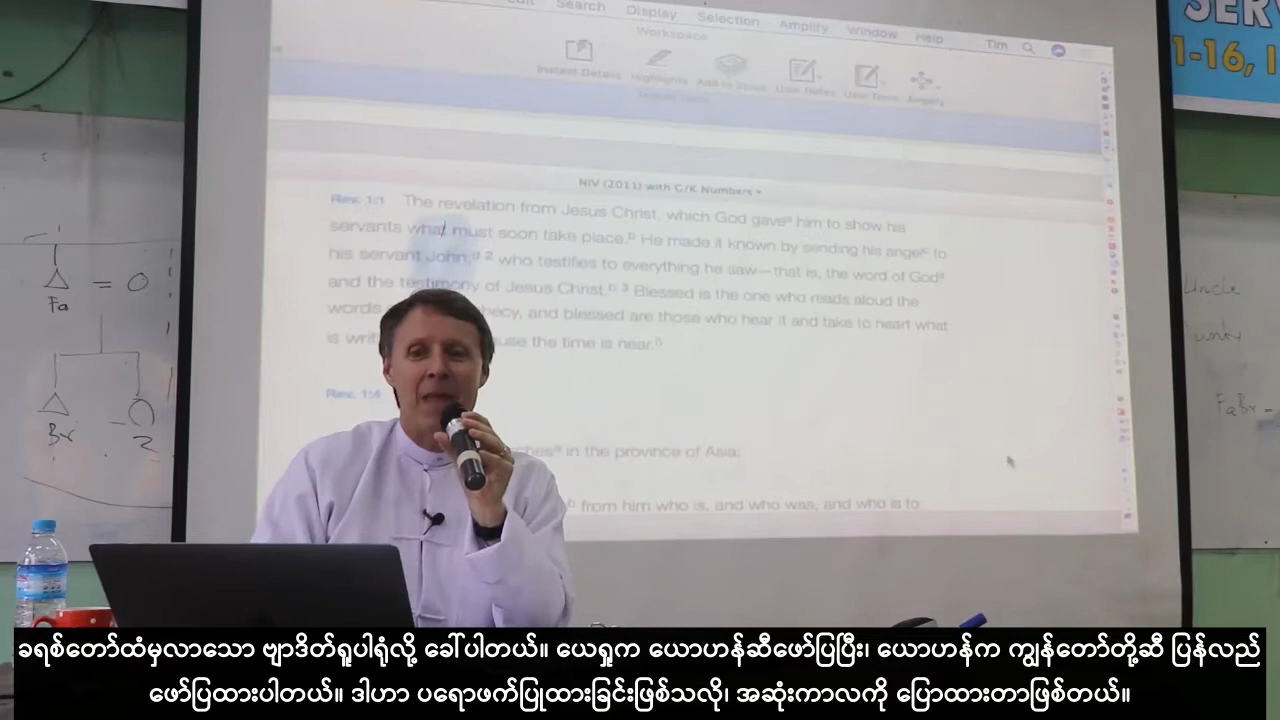 Edit Search Display Selection Amplify Window Help Tim
Workspace
Instant Details Highlights Add to Stack User Notes User Tools Amplify
NIV (2011) with G/K Numbers
Rev. 1:1 The revelation from Jesus Christ, which God gave him to show his
servants what must soon take place. He made it known by sending his angel to
his servant John, 2 who testifies to everything he saw—that is, the word of God
and the testimony of Jesus Christ. 3 Blessed is the one who reads aloud the
words and blessed are those who hear it and take to heart what
is the time is near.
Rev. 1:4
in the province of Asia:
from him who is, and who was, and who is to
SER
1-16,
Fa = O
Br 2
Uncle
FaBr =
ခရစ်တော်ထံမှလာသော ဗျာဒိတ်ရူပါရုံလို့ ခေါ်ပါတယ်။ ယေရှုက ယောဟန်ဆီဖော်ပြပြီး၊ ယောဟန်က ကျွန်တော်တို့ဆီ ပြန်လည်
ဖော်ပြထားပါတယ်။ ဒါဟာ ပရောဖက်ပြုထားခြင်းဖြစ်သလို၊ အဆုံးကာလကို ပြောထားတာဖြစ်တယ်။